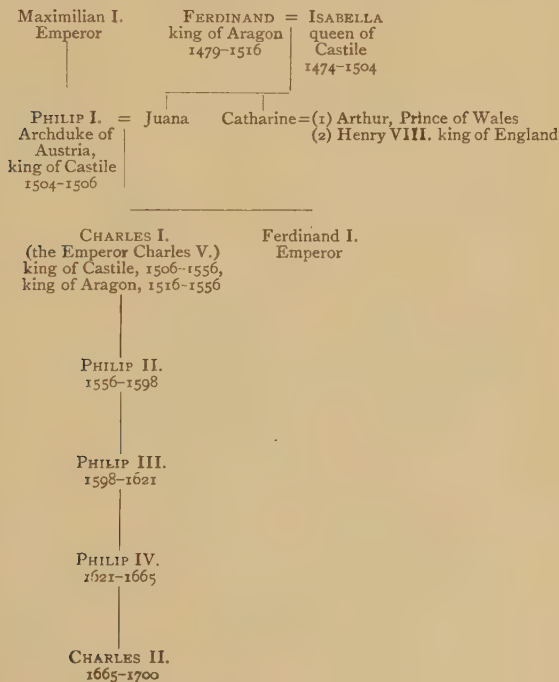 Maximilian I.
Emperor
FERDINAND = ISABELLA
king of Aragon queen of
1479–1516 Castile
1474–1504
PHILIP I. = Juana Catharine=(1) Arthur, Prince of Wales
Archduke of (2) Henry VIII. king of England
Austria,
king of Castile
1504–1506
CHARLES I. Ferdinand I.
(the Emperor Charles V.) Emperor
king of Castile, 1506–1556,
king of Aragon, 1516–1556
PHILIP II.
1556–1598
PHILIP III.
1598–1621
PHILIP IV.
1621–1665
CHARLES II.
1665–1700